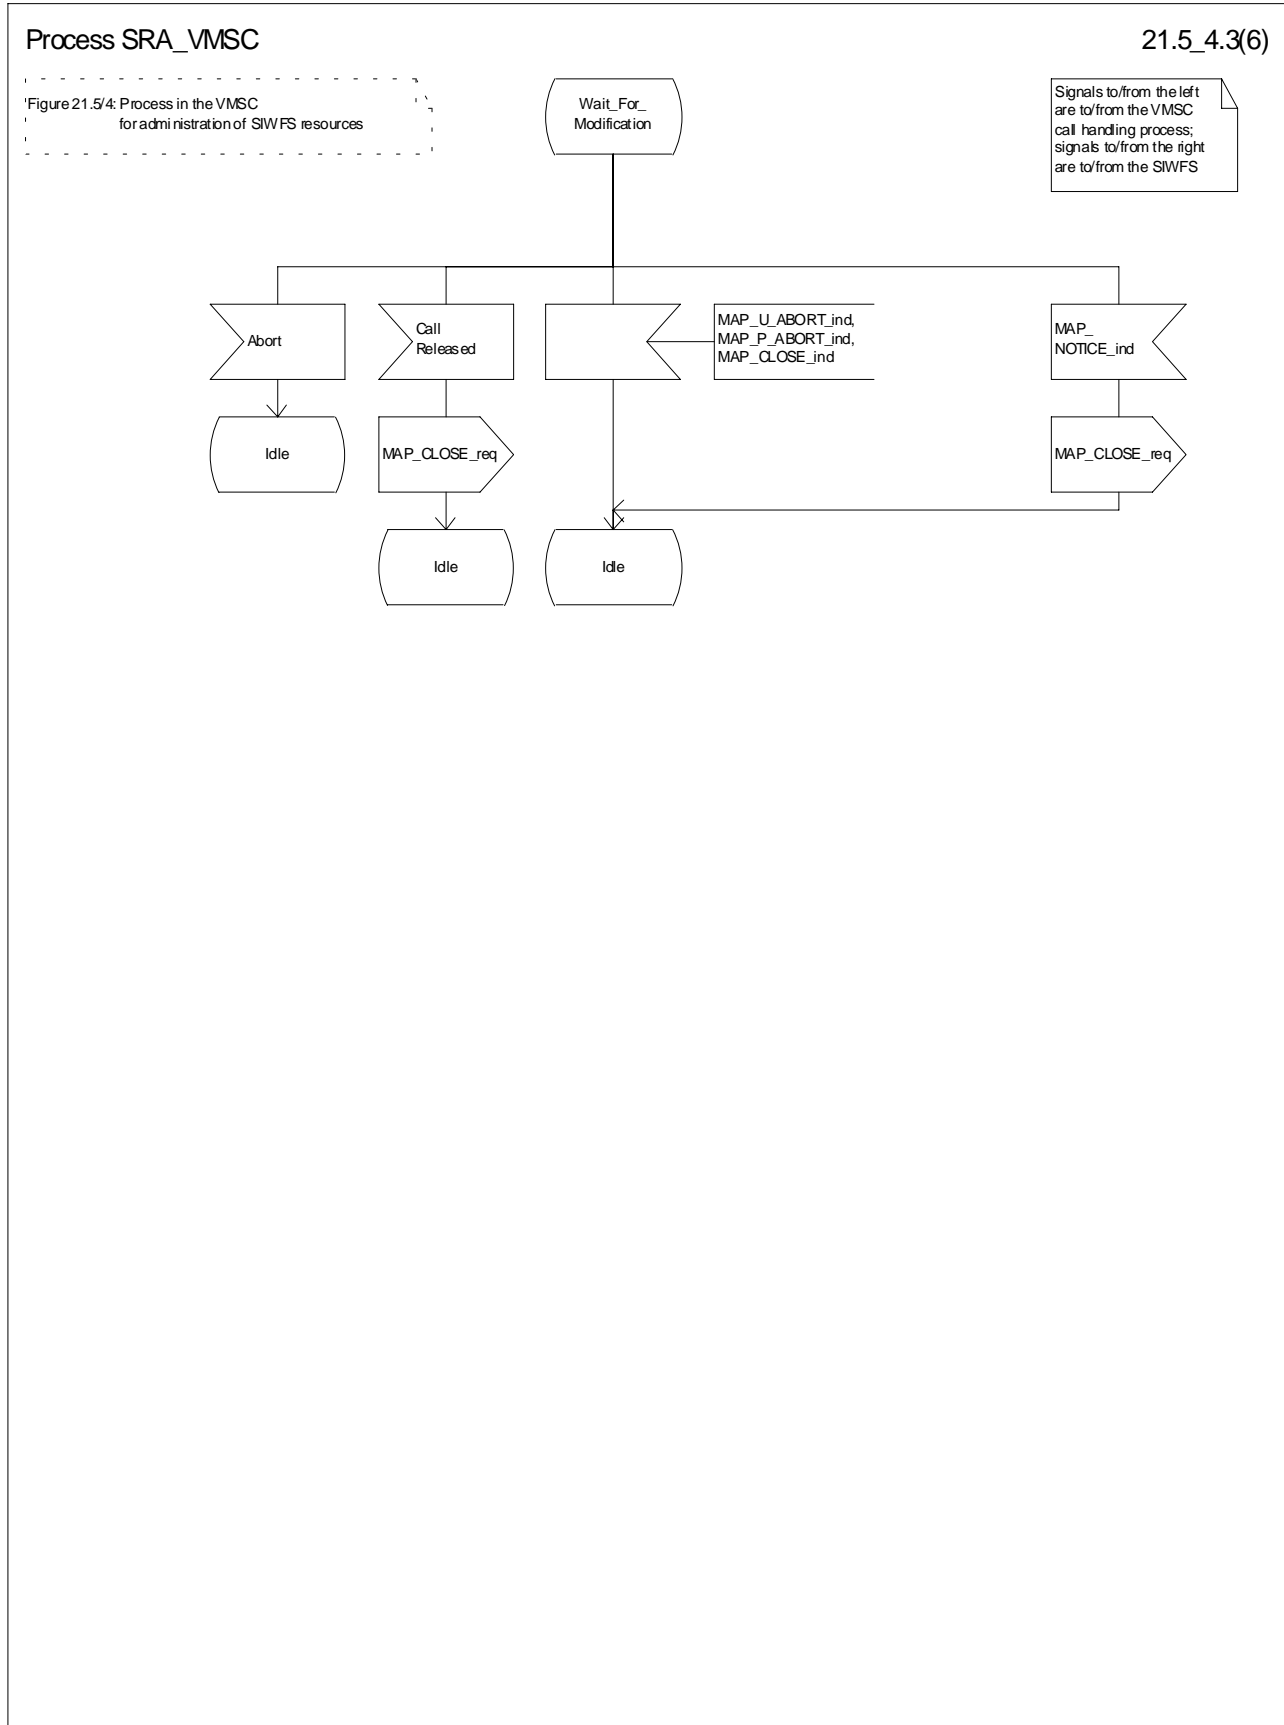 Process SRA_VMSC
21.5_4.3(6)
Figure 21.5/4: Process in the VMSC
for administration of SIWFS resources
Wait_For_
Modification
Signals to/from the left
are to/from the VMSC
call handling process;
signals to/from the right
are to/from the SIWFS
Abort
Call
Released
MAP_U_ABORT_ind,
MAP_P_ABORT_ind,
MAP_CLOSE_ind
MAP_
NOTICE_ind
Idle
MAP_CLOSE_req
MAP_CLOSE_req
Idle
Idle